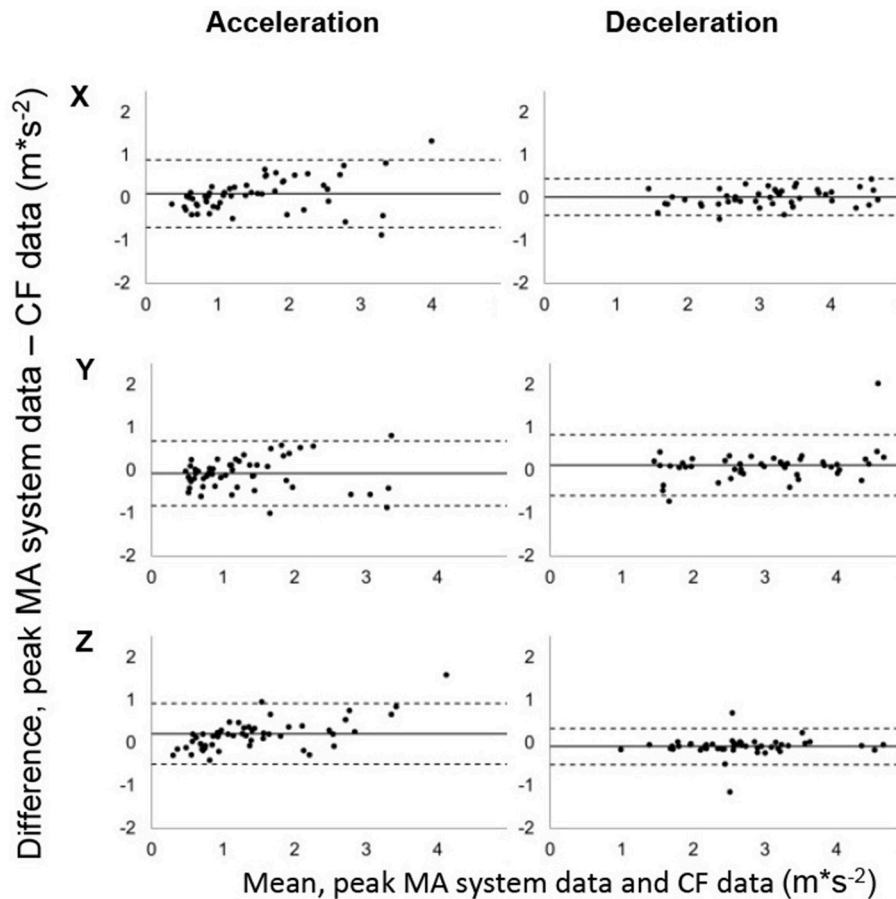 Acceleration
Deceleration
Difference, peak MA system data – CF data (m*s-2)
X
2
1
0
-1
-2
0 1 2 3 4
2
1
0
-1
-2
0 1 2 3 4
Y
2
1
0
-1
-2
0 1 2 3 4
2
1
0
-1
-2
0 1 2 3 4
Z
2
1
0
-1
-2
0 1 2 3 4
2
1
0
-1
-2
0 1 2 3 4
Mean, peak MA system data and CF data (m*s-2)